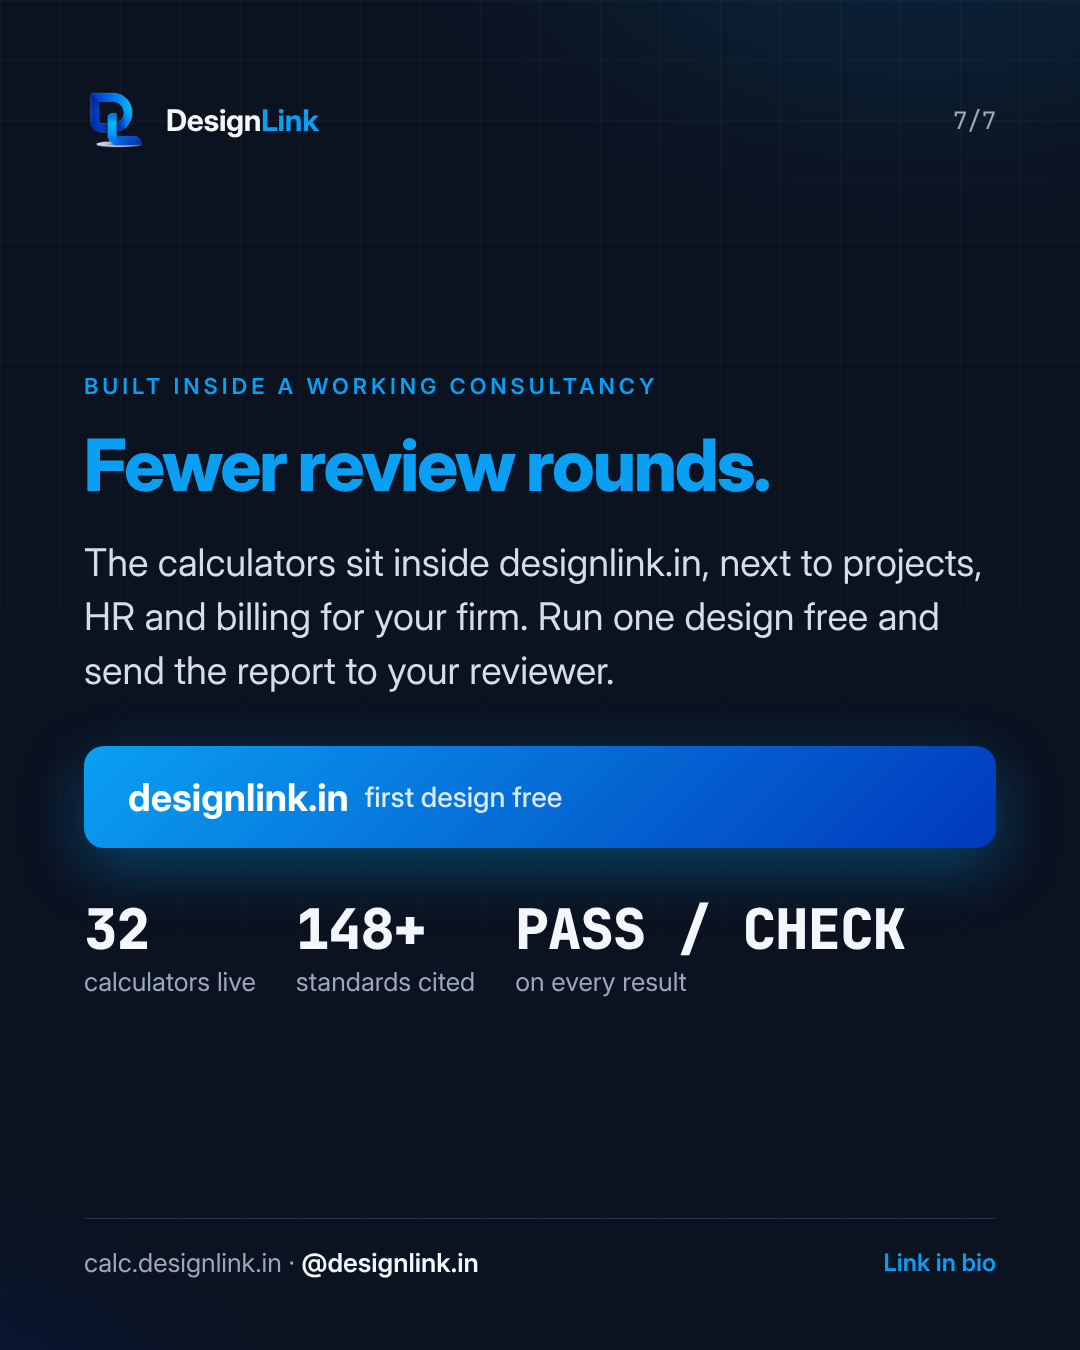 DesignLink
7/7
BUILT INSIDE A WORKING CONSULTANCY
Fewer review rounds.
The calculators sit inside designlink.in, next to projects,
HR and billing for your firm. Run one design free and
send the report to your reviewer.
designlink.in first design free
32 148+ PASS / CHECK
calculators live standards cited on every result
calc.designlink.in · @designlink.in
Link in bio